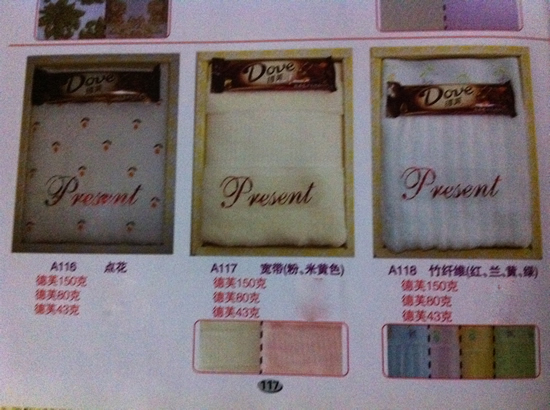 Dove
德芙
Present
A116 点花
德芙150克
德芙80克
德芙43克
Dove
德芙
Present
A117 宽带(粉、米黄色)
德芙150克
德芙80克
德芙43克
Dove
德芙
Present
A118 竹纤维(红、兰、黄、绿)
德芙150克
德芙80克
德芙43克
117